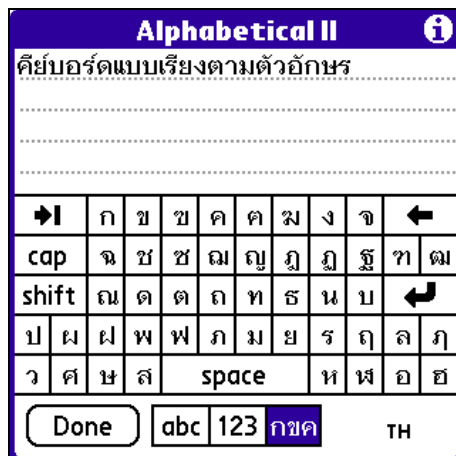 Alphabetical II
คีย์บอร์ดแบบเรียงตามตัวอักษร
ก ข ฃ ค ฅ ฆ ง จ
cap ฉ ช ซ ฌ ญ ฎ ฏ ฐ ฑ ฒ
shift ณ ด ต ถ ท ธ น บ
ป ผ ฝ พ ฟ ภ ม ย ร ฤ ล ฦ
ว ศ ษ ส space ห ฬ อ ฮ
Done abc 123 กขค TH